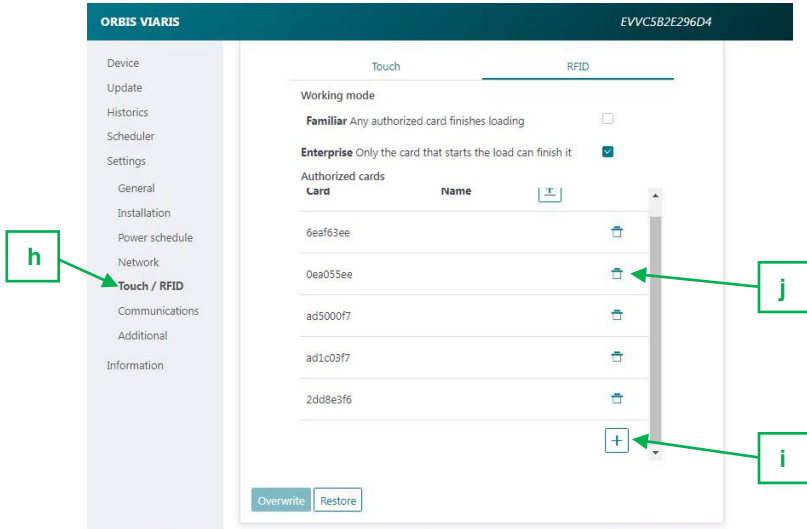 ORBIS VIARIS EVVC5B2E296D4
Device
Update
Historics
Scheduler
Settings
General
Installation
Power schedule
Network
Touch / RFID
Communications
Additional
Information
h
Touch RFID
Working mode
Familiar Any authorized card finishes loading
Enterprise Only the card that starts the load can finish it
Authorized cards
Card Name
6eaf63ee
0ea055ee
ad5000f7
ad1c03f7
2dd8e3f6
+
j
i
Overwrite Restore